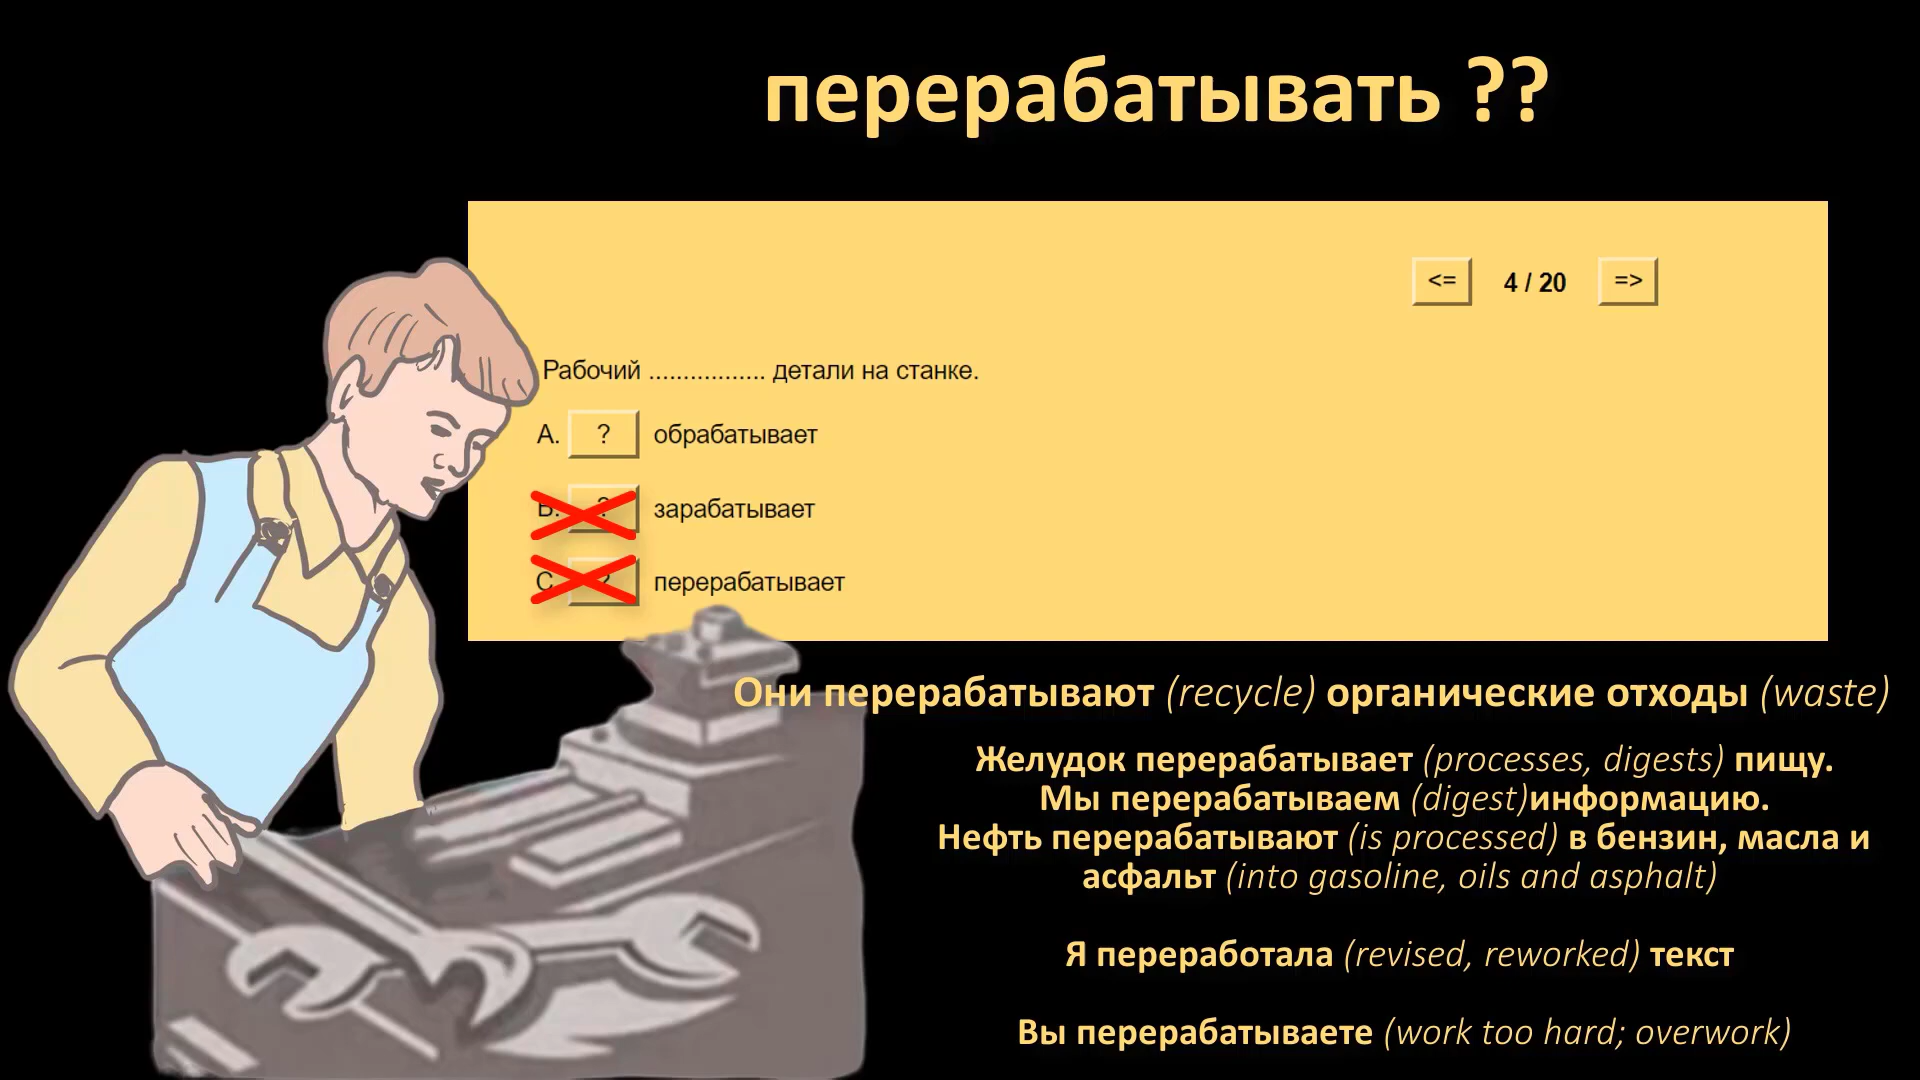 перерабатывать ??
<= 4 / 20 =>
Рабочий ................. детали на станке.
A. ? обрабатывает
B. ? зарабатывает
C ? перерабатывает
Они перерабатывают (recycle) органические отходы (waste)
Желудок перерабатывает (processes, digests) пищу.
Мы перерабатываем (digest)информацию.
Нефть перерабатывают (is processed) в бензин, масла и
асфальт (into gasoline, oils and asphalt)
Я переработала (revised, reworked) текст
Вы перерабатываете (work too hard; overwork)